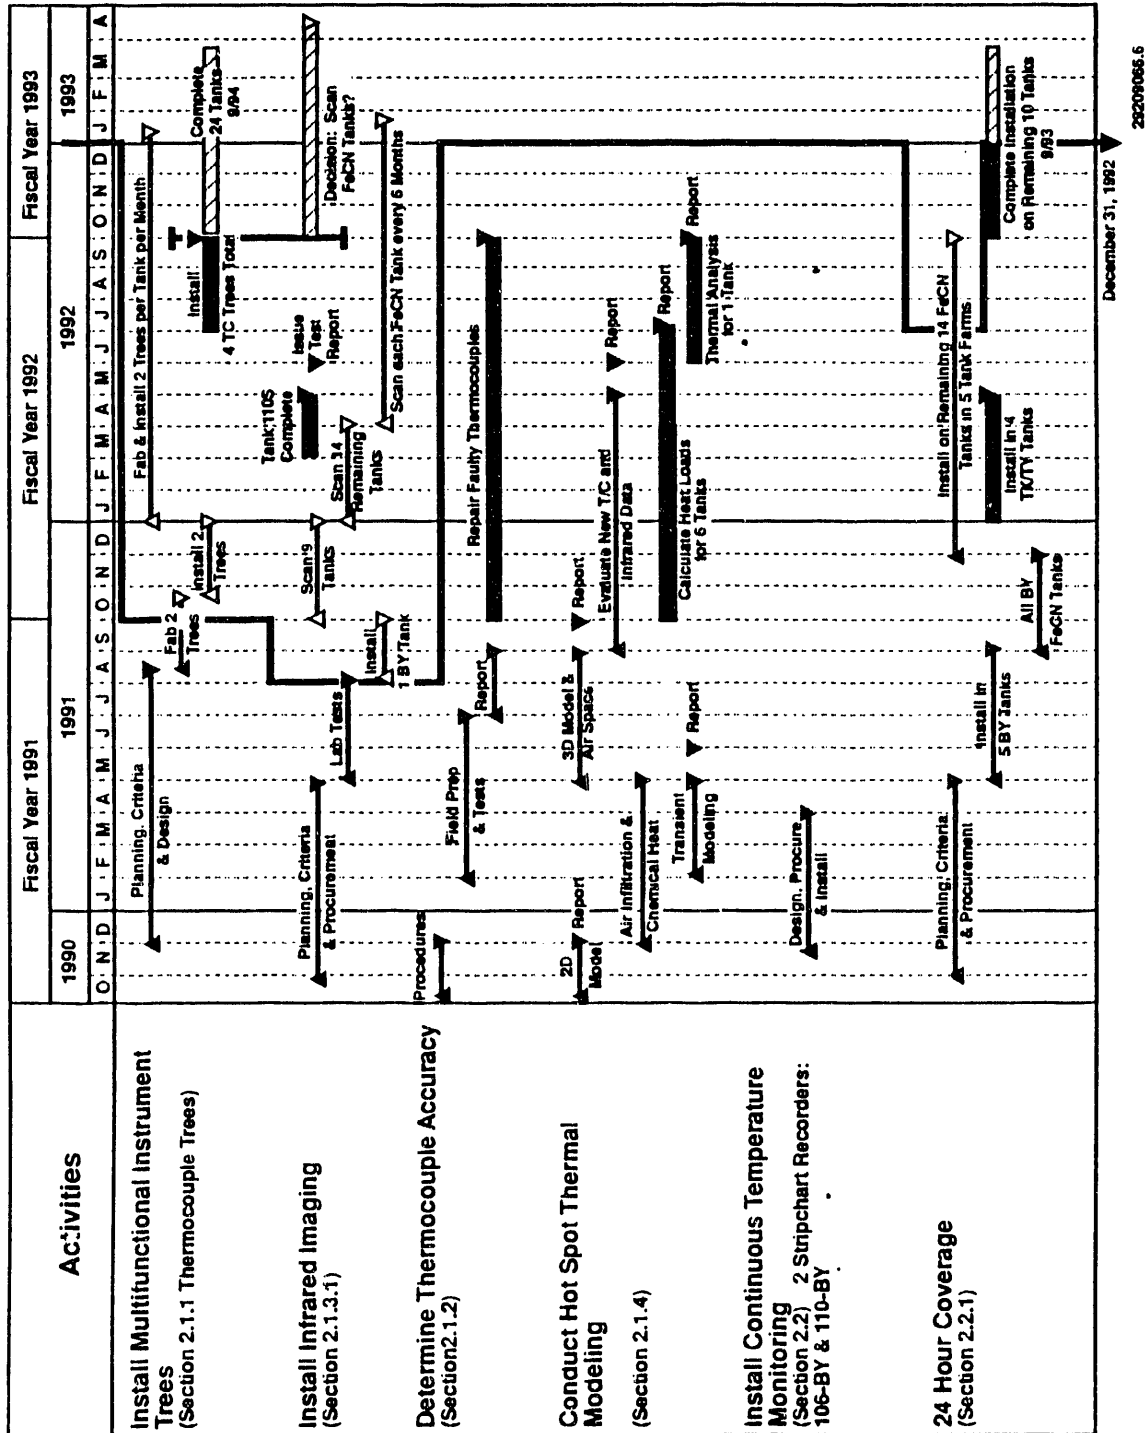 Activities
Fiscal Year 1991
Fiscal Year 1992
Fiscal Year 1993
1990
1991
1992
1993
O N D J F M A M J J A S O N D J F M A M J J A S O N D J F M A
Install Multifunctional Instrument
Trees
(Section 2.1.1 Thermocouple Trees)
Planning, Criteria
& Design
Fab 2
Trees
Install 2
Trees
Fab & Install 2 Trees per Tank per Month
Install
4 TC Trees Total
Complete
24 Tanks
9/94
Install Infrared Imaging
(Section 2.1.3.1)
Planning, Criteria
& Procurement
Lab Tests
Install
1 BY Tank
Scan 9
Tanks
Scan 14
Remaining
Tanks
Tank 110S
Complete
Issue
Test
Report
Scan each FeCN Tank every 6 Months
Decision: Scan
FeCN Tanks?
Determine Thermocouple Accuracy
(Section2.1.2)
Procedures
Field Prep
& Tests
Report
Repair Faulty Thermocouples
Conduct Hot Spot Thermal
Modeling
(Section 2.1.4)
2D
Model
Report
3D Model &
Air Space
Report
Evaluate New T/C and
Infrared Data
Report
Air Infiltration &
Chemical Heat
Calculate Heat Loads
for 6 Tanks
Report
Transient
Modeling
Report
Thermal Analysis
for 1 Tank
Report
Install Continuous Temperature
Monitoring
(Section 2.2) 2 Stripchart Recorders:
106-BY & 110-BY
Design, Procure
& Install
24 Hour Coverage
(Section 2.2.1)
Planning, Criteria
& Procurement
Install in
5 BY Tanks
All BY
FeCN Tanks
Install on Remaining 14 FeCN
Tanks in 5 Tank Farms
Install in 4
TX/TY Tanks
Complete Installation
on Remaining 10 Tanks
9/93
December 31, 1992
29209066.6